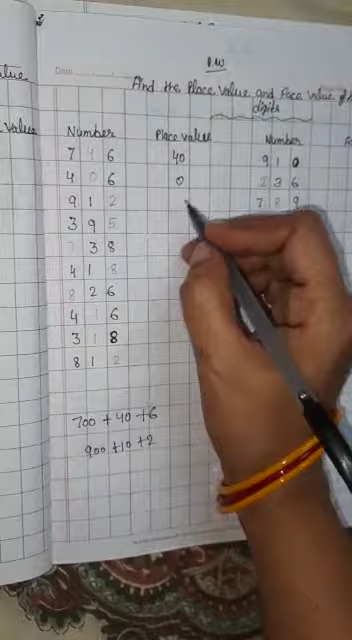 alue
value
Date
H.W
Find the Place Value and Face Value of
digits
Number Place value Number
7 4 6 40 9 1 0
4 0 6 0 2 3 6
9 1 2 7 8 9
3 9 5
3 8
4 1 8
8 2 6
4 1 6
3 1 8
8 1 2
700 + 40 + 6
900 + 10 + 2